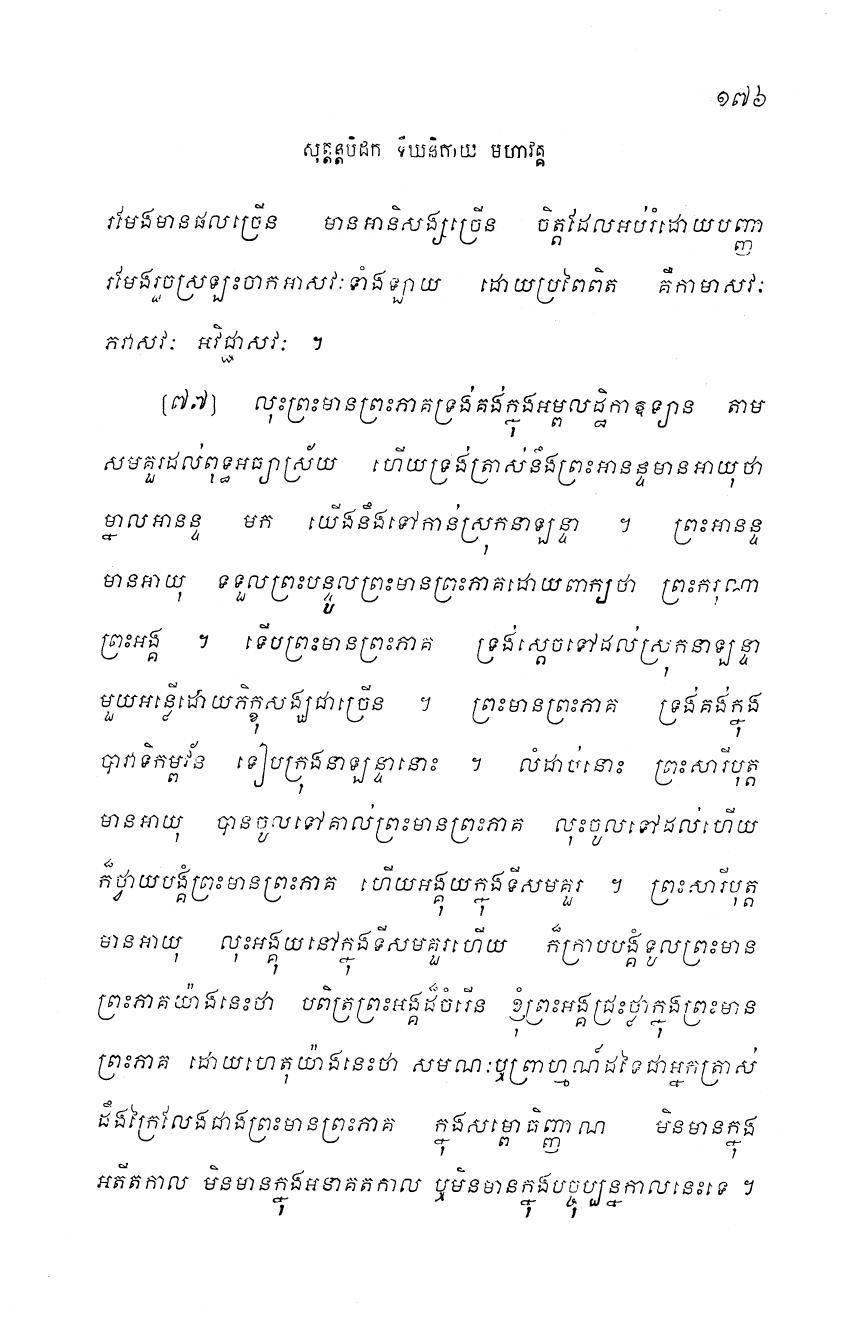 ១៧៦
សុត្តន្តបិដក ទីឃនិកាយ មហាវគ្គ
រមែងមានផលច្រើន មានអានិសង្សច្រើន ចិត្តដែលអប់រំដោយបញ្ញា
រមែងរួចស្រឡះចាកអាសវៈទាំងឡាយ ដោយប្រពៃពិត គឺកាមាសវៈ
ភវាសវៈ អវិជ្ជាសវៈ ។
[៧៧] លុះព្រះមានព្រះភាគទ្រង់គង់ក្នុងអម្ពលដ្ឋិកាឧទ្យាន តាម
សមគួរដល់ពុទ្ធអធ្យាស្រ័យ ហើយទ្រង់ត្រាស់នឹងព្រះអានន្ទមានអាយុថា
ម្នាលអានន្ទ មក យើងនឹងទៅកាន់ស្រុកនាឡន្ទា ។ ព្រះអានន្ទ
មានអាយុ ទទួលព្រះបន្ទូលព្រះមានព្រះភាគដោយពាក្យថា ព្រះករុណា
ព្រះអង្គ ។ ទើបព្រះមានព្រះភាគ ទ្រង់ស្តេចទៅដល់ស្រុកនាឡន្ទា
មួយអន្លើដោយភិក្ខុសង្ឃជាច្រើន ។ ព្រះមានព្រះភាគ ទ្រង់គង់ក្នុង
បាវាទិកម្ពវ័ន ទៀបក្រុងនាឡន្ទានោះ ។ លំដាប់នោះ ព្រះសារីបុត្ត
មានអាយុ បានចូលទៅគាល់ព្រះមានព្រះភាគ លុះចូលទៅដល់ហើយ
ក៏ថ្វាយបង្គំព្រះមានព្រះភាគ ហើយអង្គុយក្នុងទីសមគួរ ។ ព្រះសារីបុត្ត
មានអាយុ លុះអង្គុយនៅក្នុងទីសមគួរហើយ ក៏ក្រាបបង្គំទូលព្រះមាន
ព្រះភាគយ៉ាងនេះថា បពិត្រព្រះអង្គដ៏ចំរើន ខ្ញុំព្រះអង្គជ្រះថ្លាក្នុងព្រះមាន
ព្រះភាគ ដោយហេតុយ៉ាងនេះថា សមណៈឬព្រាហ្មណ៍ដទៃជាអ្នកត្រាស់
ដឹងក្រៃលែងជាងព្រះមានព្រះភាគ ក្នុងសម្ពោធិញ្ញាណ មិនមានក្នុង
អតីតកាល មិនមានក្នុងអនាគតកាល ឬមិនមានក្នុងបច្ចុប្បន្នកាលនេះទេ ។